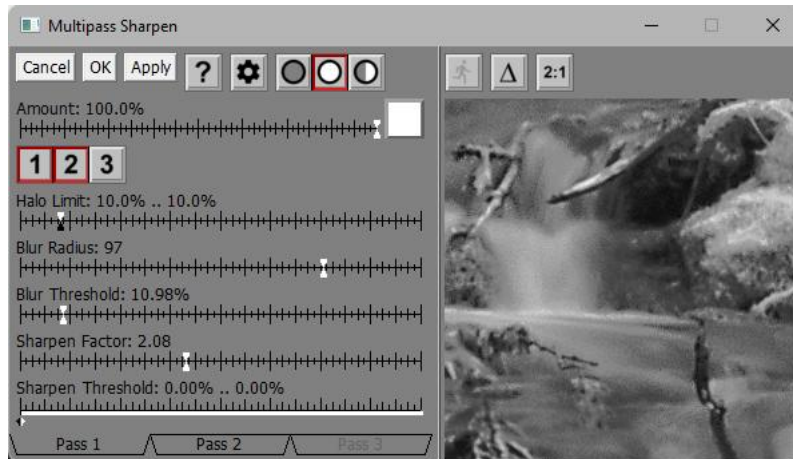 Multipass Sharpen
Cancel OK Apply ? Δ 2:1
Amount: 100.0%
1 2 3
Halo Limit: 10.0% .. 10.0%
Blur Radius: 97
Blur Threshold: 10.98%
Sharpen Factor: 2.08
Sharpen Threshold: 0.00% .. 0.00%
Pass 1 Pass 2 Pass 3